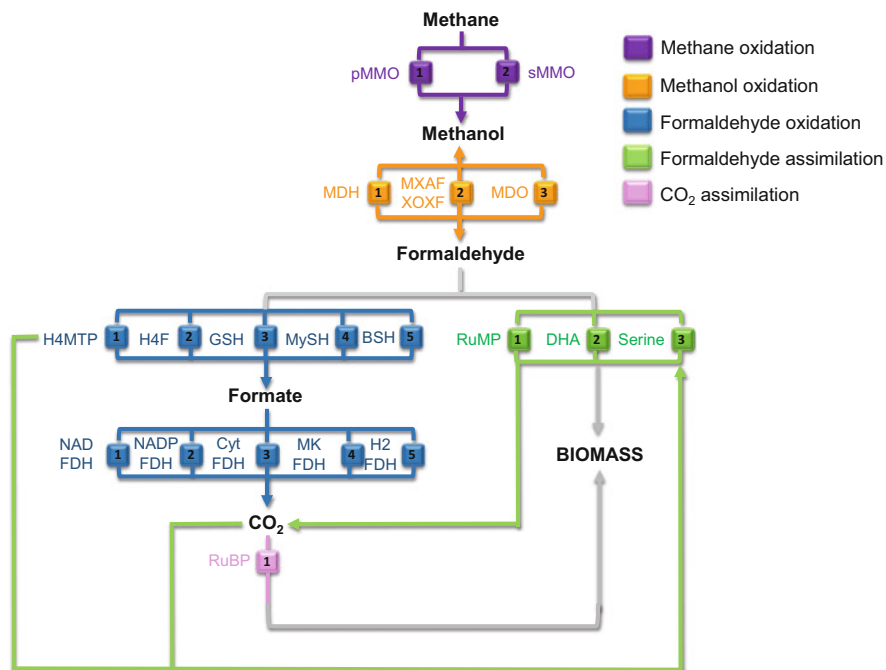 Methane
pMMO 1 2 sMMO
Methanol
MDH 1 MXAF XOXF 2 MDO 3
Formaldehyde
H4MTP 1 H4F 2 GSH 3 MySH 4 BSH 5
RuMP 1 DHA 2 Serine 3
Formate
NAD FDH 1 NADP FDH 2 Cyt FDH 3 MK FDH 4 H2 FDH 5
BIOMASS
CO₂
RuBP 1
Methane oxidation
Methanol oxidation
Formaldehyde oxidation
Formaldehyde assimilation
CO₂ assimilation